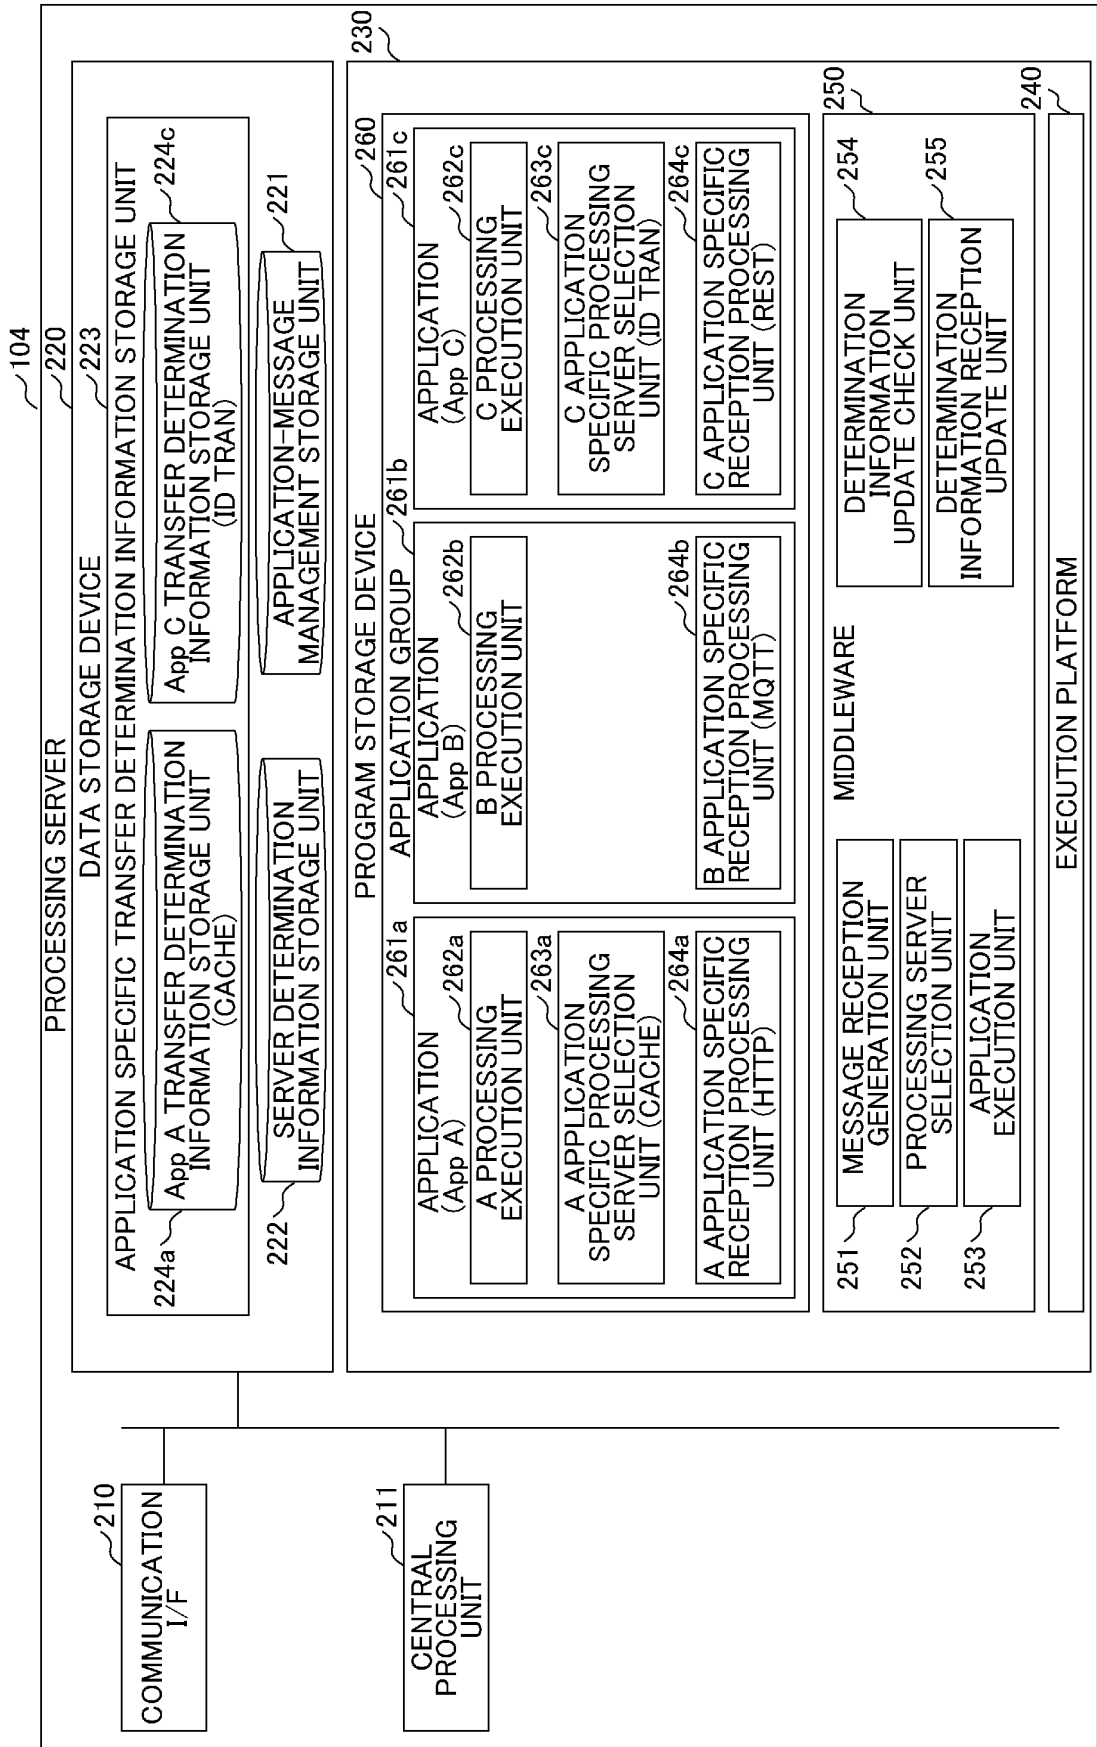 PROCESSING SERVER
104
DATA STORAGE DEVICE
220
APPLICATION SPECIFIC TRANSFER DETERMINATION INFORMATION STORAGE UNIT
223
App A TRANSFER DETERMINATION
INFORMATION STORAGE UNIT
(CACHE)
224a
App C TRANSFER DETERMINATION
INFORMATION STORAGE UNIT
(ID TRAN)
224c
SERVER DETERMINATION
INFORMATION STORAGE UNIT
222
APPLICATION-MESSAGE
MANAGEMENT STORAGE UNIT
221
COMMUNICATION
I/F
210
CENTRAL
PROCESSING
UNIT
211
PROGRAM STORAGE DEVICE
230
APPLICATION GROUP
260
APPLICATION
(App A)
261a
A PROCESSING
EXECUTION UNIT
262a
A APPLICATION
SPECIFIC PROCESSING
SERVER SELECTION
UNIT (CACHE)
263a
A APPLICATION SPECIFIC
RECEPTION PROCESSING
UNIT (HTTP)
264a
APPLICATION
(App B)
261b
B PROCESSING
EXECUTION UNIT
262b
B APPLICATION SPECIFIC
RECEPTION PROCESSING
UNIT (MQTT)
264b
APPLICATION
(App C)
261c
C PROCESSING
EXECUTION UNIT
262c
C APPLICATION
SPECIFIC PROCESSING
SERVER SELECTION
UNIT (ID TRAN)
263c
C APPLICATION SPECIFIC
RECEPTION PROCESSING
UNIT (REST)
264c
MIDDLEWARE
250
MESSAGE RECEPTION
GENERATION UNIT
251
PROCESSING SERVER
SELECTION UNIT
252
APPLICATION
EXECUTION UNIT
253
DETERMINATION
INFORMATION
UPDATE CHECK UNIT
254
DETERMINATION
INFORMATION RECEPTION
UPDATE UNIT
255
EXECUTION PLATFORM
240